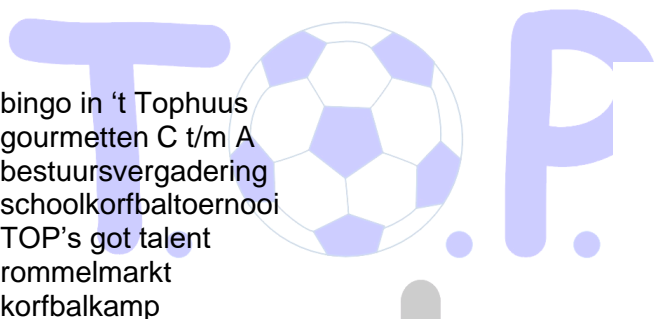 T.O.P.
bingo in ‘t Tophuus
gourmetten C t/m A
bestuursvergadering
schoolkorfbaltoernooi
TOP's got talent
rommelmarkt
korfbalkamp